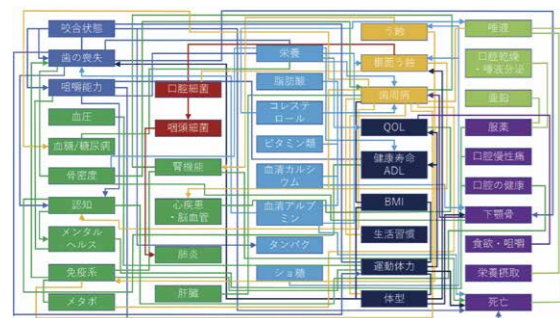 咬合状態
歯の喪失
咀嚼能力
血圧
血糖/糖尿病
骨密度
認知
メンタル
ヘルス
免疫系
メタボ
口腔細菌
咽頭細菌
腎機能
心疾患
・脳血管
肺炎
肝臓
栄養
脂肪酸
コレステ
ロール
ビタミン類
血清カルシ
ウム
血清アルブ
ミン
タンパク
ショ糖
う蝕
根面う蝕
歯周病
QOL
健康寿命
ADL
BMI
生活習慣
運動体力
体型
唾液
口腔乾燥
・唾液分泌
亜鉛
服薬
口腔慢性痛
口腔の健康
下顎骨
食欲・咀嚼
栄養摂取
死亡